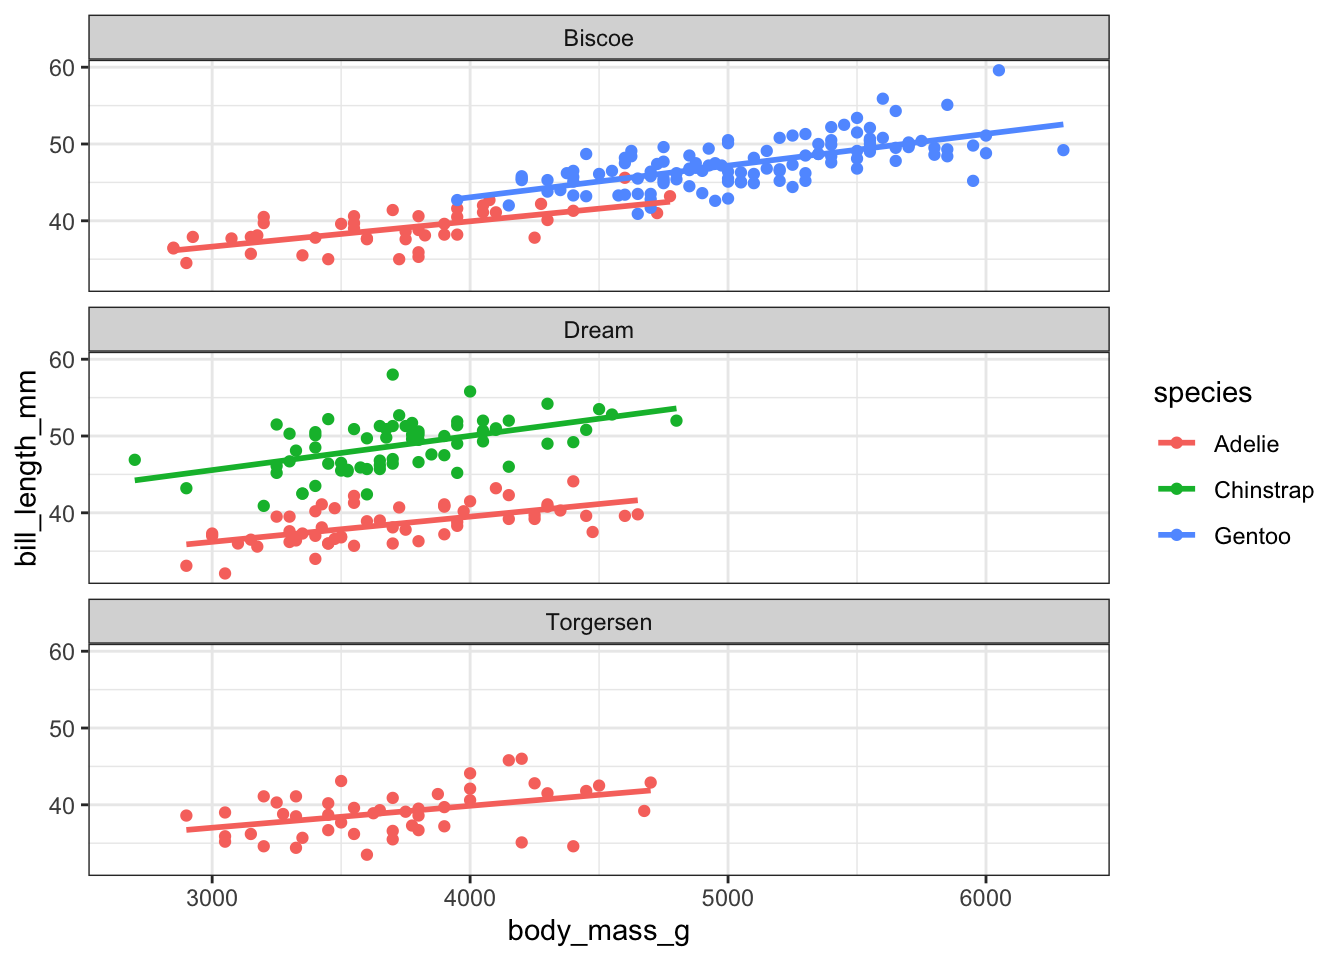 Biscoe
60
50
40
Dream
60
50
40
Torgersen
60
50
40
3000 4000 5000 6000
body_mass_g
bill_length_mm
species
Adelie
Chinstrap
Gentoo